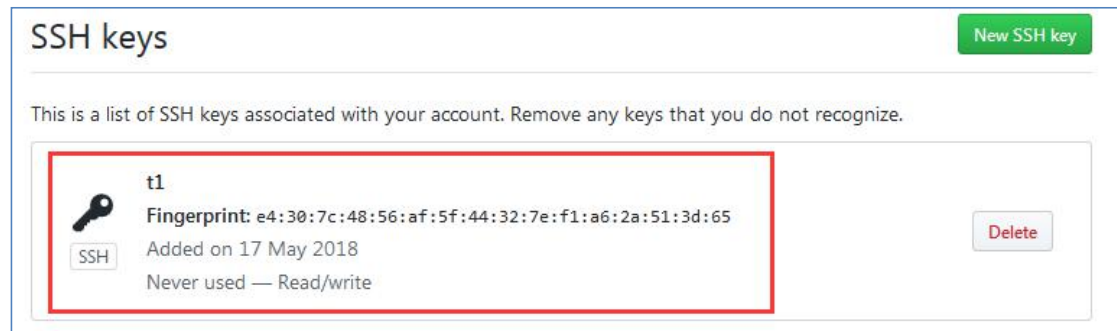 SSH keys
New SSH key
This is a list of SSH keys associated with your account. Remove any keys that you do not recognize.
t1
Fingerprint: e4:30:7c:48:56:af:5f:44:32:7e:f1:a6:2a:51:3d:65
SSH
Added on 17 May 2018
Never used — Read/write
Delete